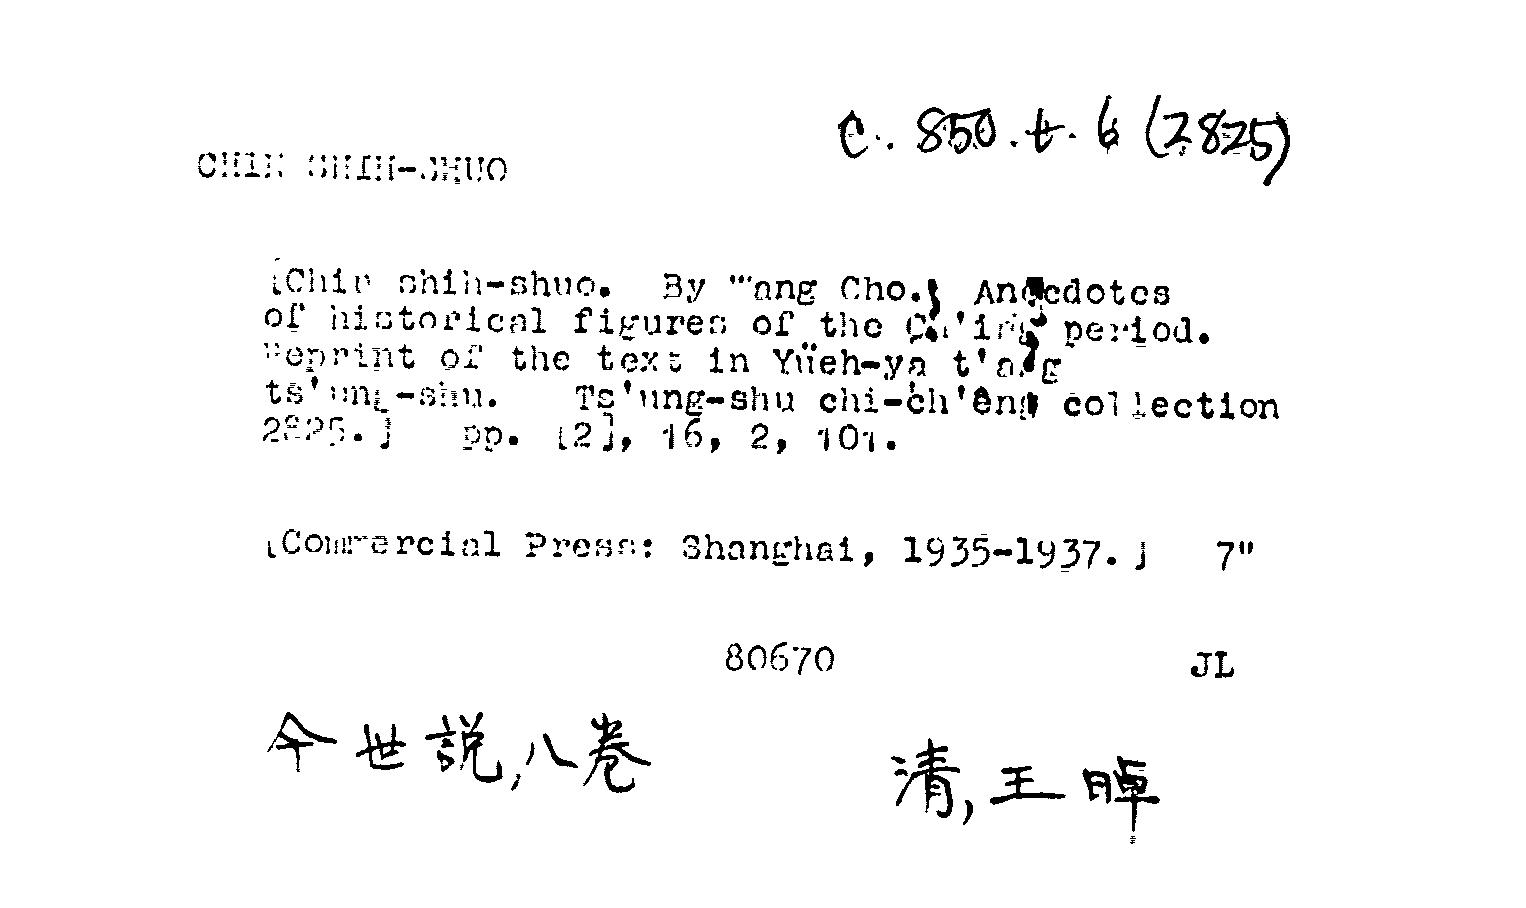 C. 850.t. 6 (2825)
CHIN SHIH-SHUO
[Chin shih-shuo. By Wang Cho.] Anecdotes
of historical figures of the Ch'ing period.
Reprint of the text in Yüeh-ya t'ang
ts'ung-shu. Ts'ung-shu chi-ch'êng collection
2825.] pp. [2], 16, 2, 101.
[Commercial Press: Shanghai, 1935-1937.] 7"
80670 JL
今世説,八卷
清,王晫